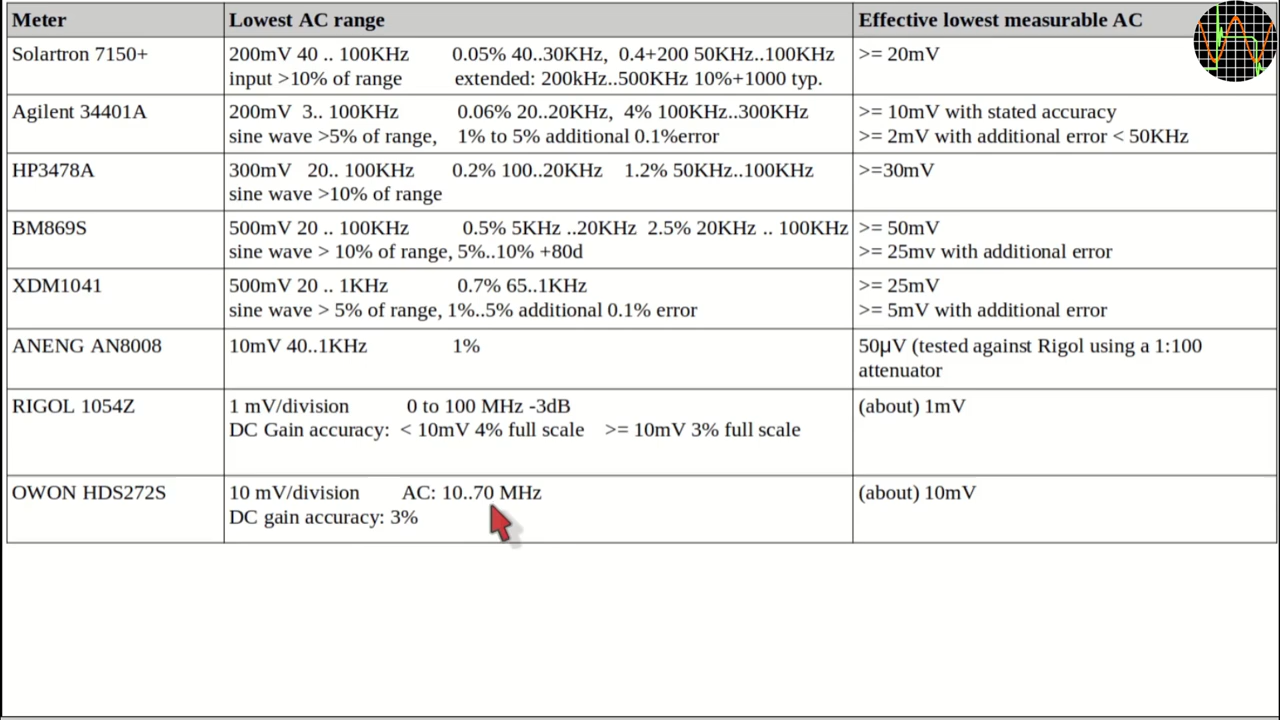 Meter Lowest AC range Effective lowest measurable AC
Solartron 7150+ 200mV 40 .. 100KHz 0.05% 40..30KHz, 0.4+200 50KHz..100KHz >= 20mV
input >10% of range extended: 200kHz..500KHz 10%+1000 typ.
Agilent 34401A 200mV 3.. 100KHz 0.06% 20..20KHz, 4% 100KHz..300KHz >= 10mV with stated accuracy
sine wave >5% of range, 1% to 5% additional 0.1%error >= 2mV with additional error < 50KHz
HP3478A 300mV 20.. 100KHz 0.2% 100..20KHz 1.2% 50KHz..100KHz >=30mV
sine wave >10% of range
BM869S 500mV 20 .. 100KHz 0.5% 5KHz ..20KHz 2.5% 20KHz .. 100KHz >= 50mV
sine wave > 10% of range, 5%..10% +80d >= 25mv with additional error
XDM1041 500mV 20 .. 1KHz 0.7% 65..1KHz >= 25mV
sine wave > 5% of range, 1%..5% additional 0.1% error >= 5mV with additional error
ANENG AN8008 10mV 40..1KHz 1% 50µV (tested against Rigol using a 1:100
attenuator
RIGOL 1054Z 1 mV/division 0 to 100 MHz -3dB (about) 1mV
DC Gain accuracy: < 10mV 4% full scale >= 10mV 3% full scale
OWON HDS272S 10 mV/division AC: 10..70 MHz (about) 10mV
DC gain accuracy: 3%